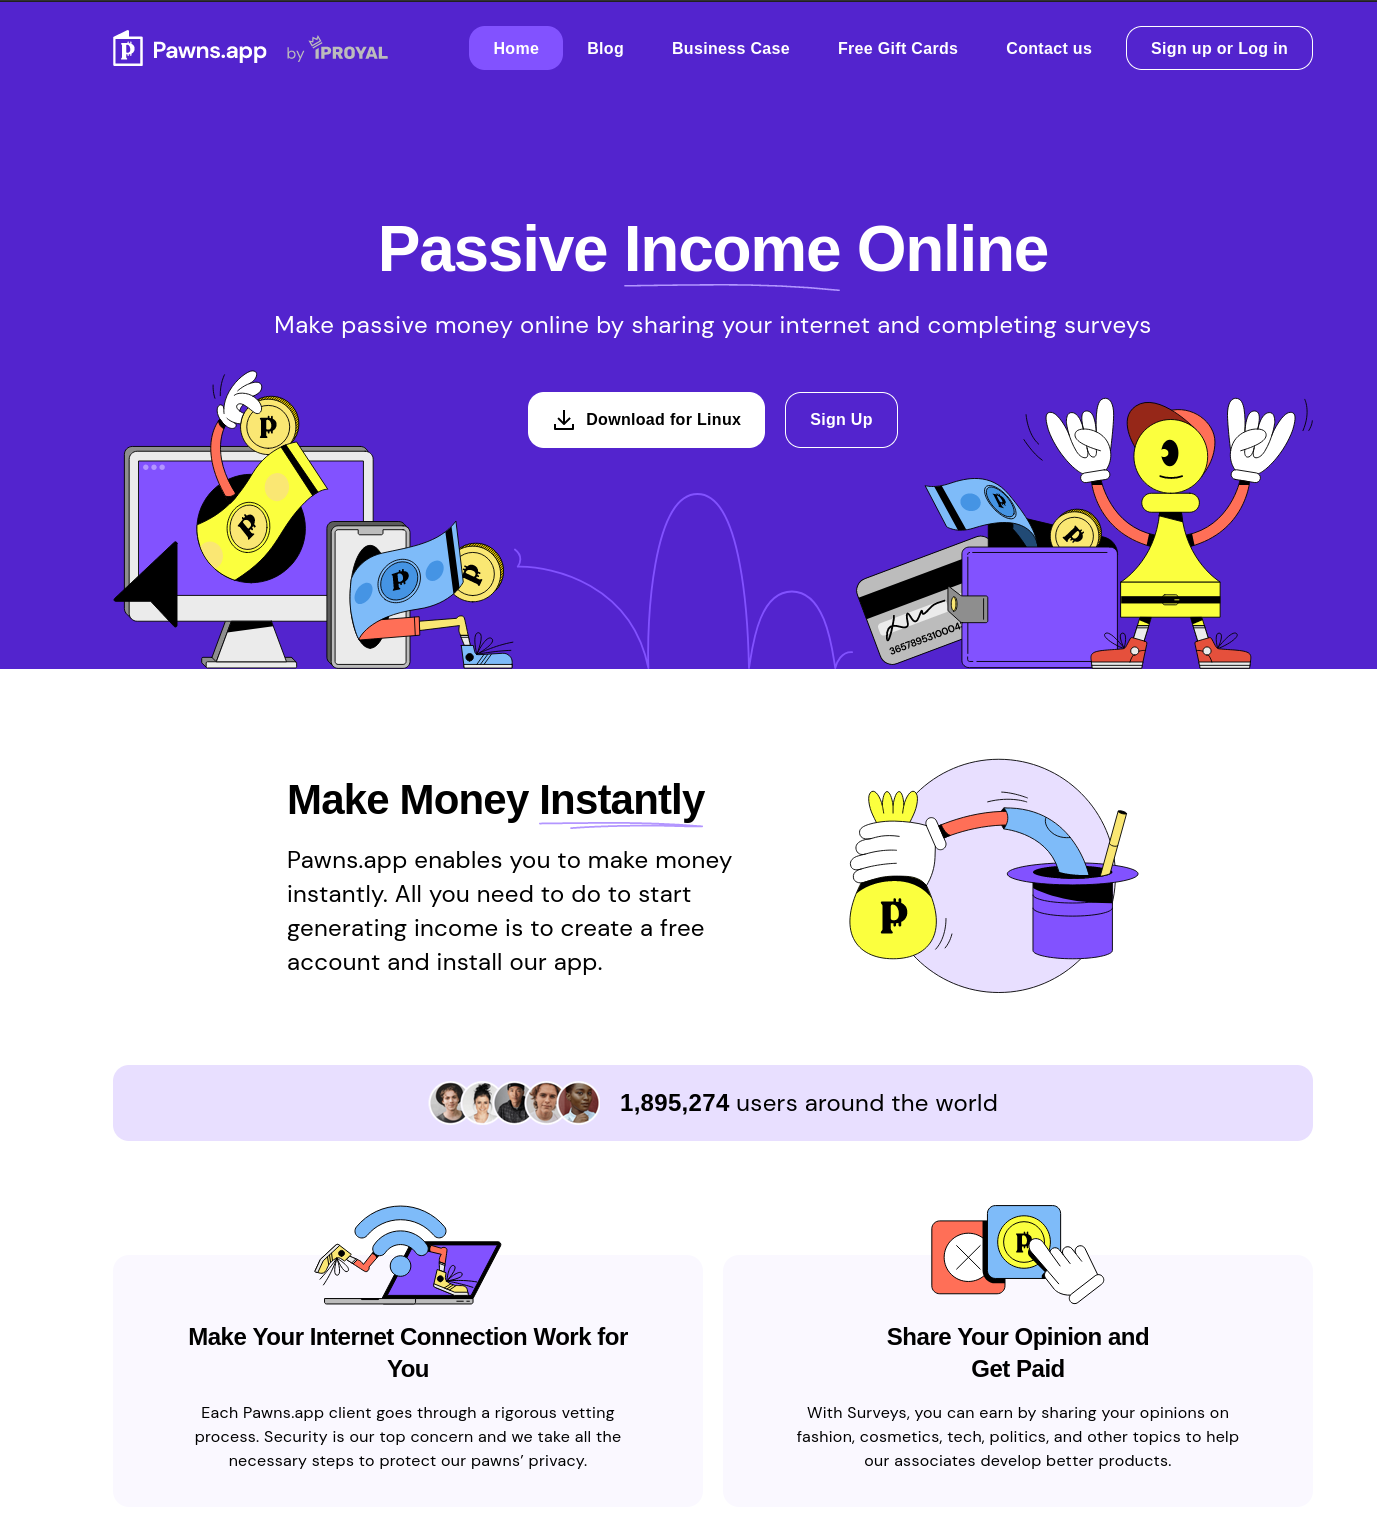 Pawns.app by IPROYAL Home Blog Business Case Free Gift Cards Contact us Sign up or Log in
Passive Income Online
Make passive money online by sharing your internet and completing surveys
Download for Linux Sign Up
Make Money Instantly
Pawns.app enables you to make money
instantly. All you need to do to start
generating income is to create a free
account and install our app.
1,895,274 users around the world
Make Your Internet Connection Work for
You
Each Pawns.app client goes through a rigorous vetting
process. Security is our top concern and we take all the
necessary steps to protect our pawns’ privacy.
Share Your Opinion and
Get Paid
With Surveys, you can earn by sharing your opinions on
fashion, cosmetics, tech, politics, and other topics to help
our associates develop better products.